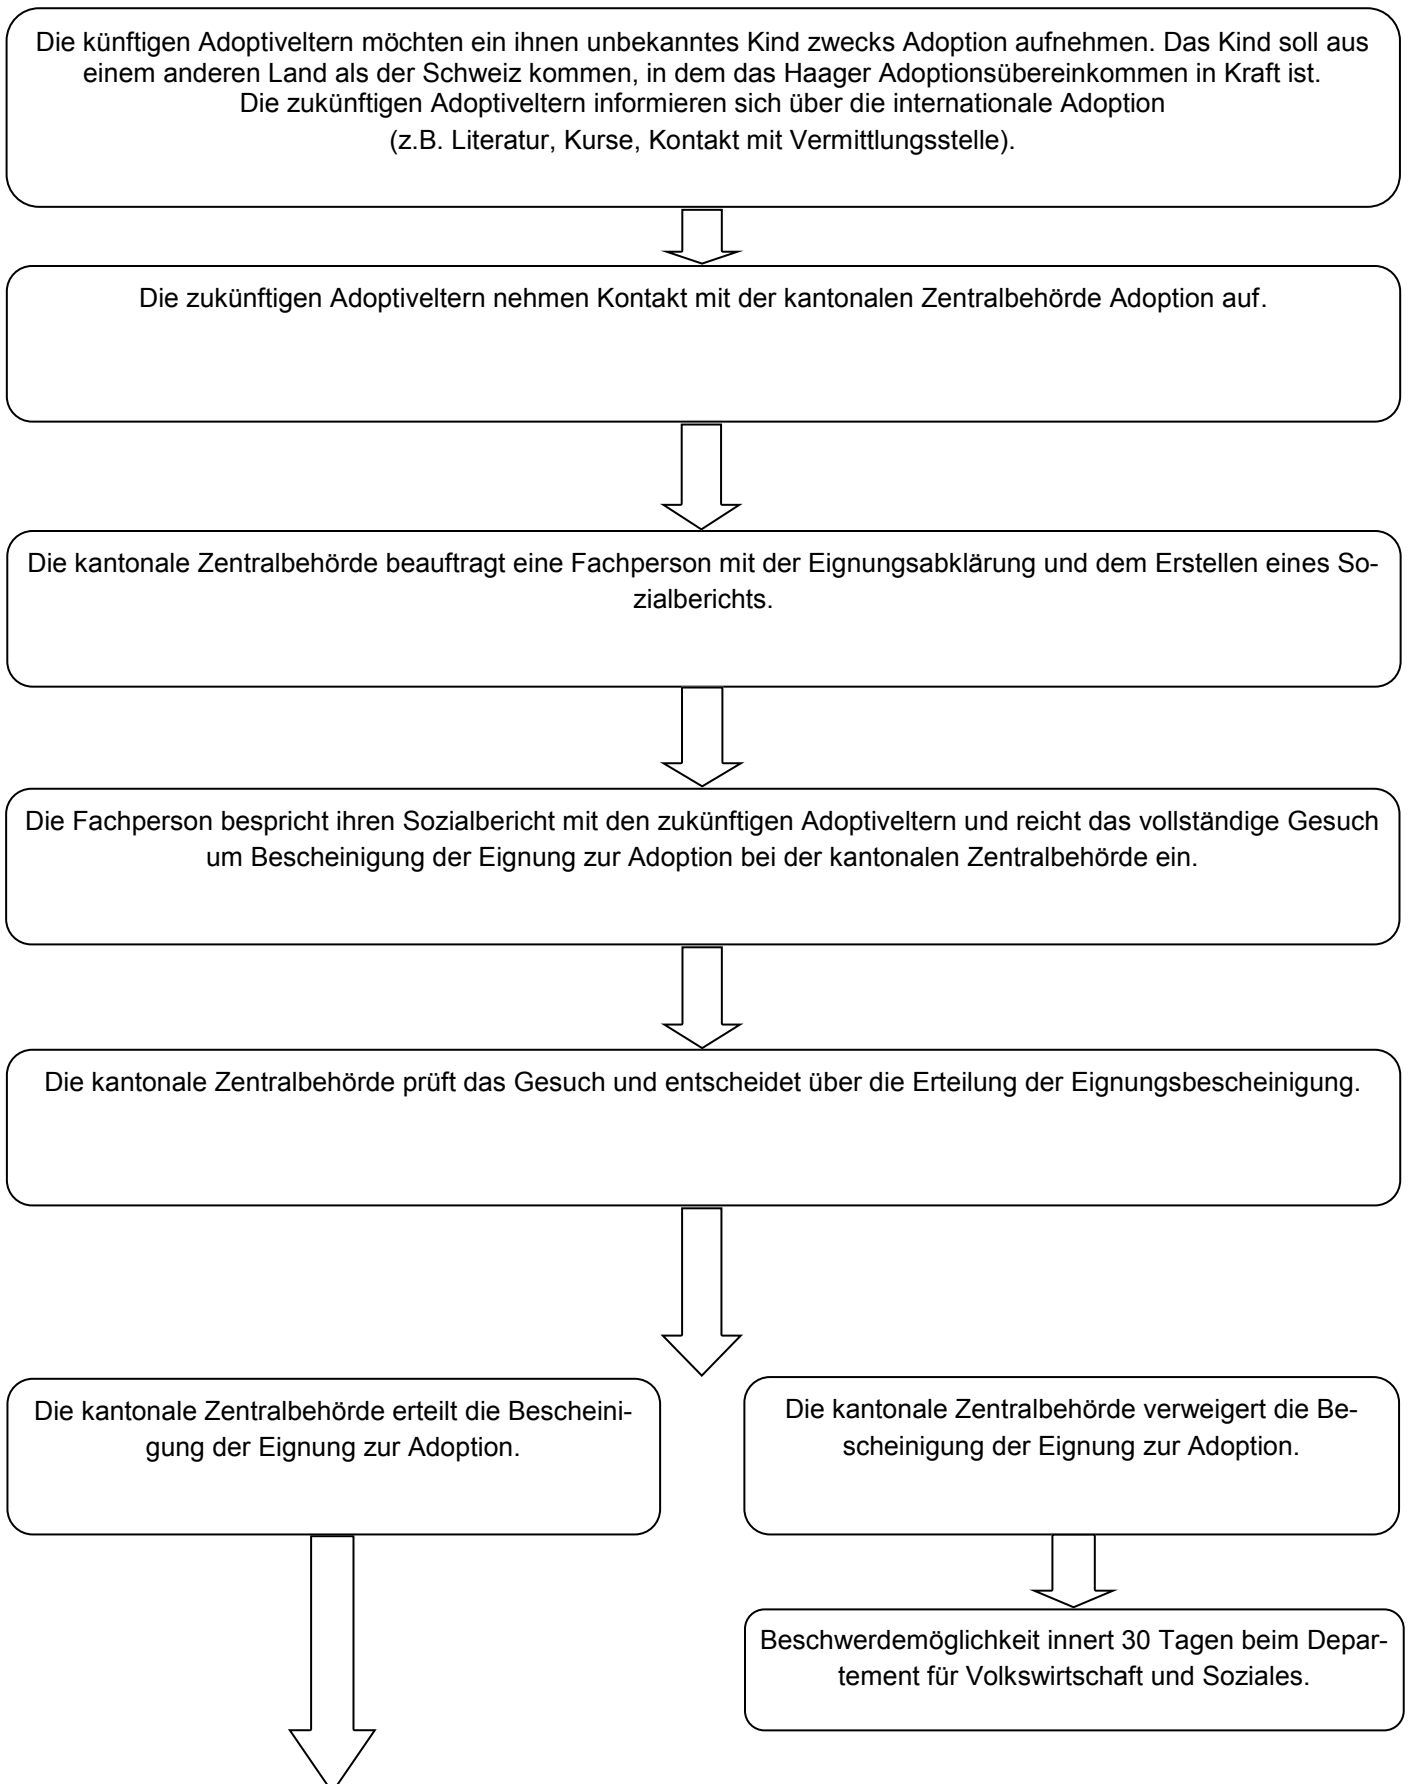 Die künftigen Adoptiveltern möchten ein ihnen unbekanntes Kind zwecks Adoption aufnehmen. Das Kind soll aus
einem anderen Land als der Schweiz kommen, in dem das Haager Adoptionsübereinkommen in Kraft ist.
Die zukünftigen Adoptiveltern informieren sich über die internationale Adoption
(z.B. Literatur, Kurse, Kontakt mit Vermittlungsstelle).
Die zukünftigen Adoptiveltern nehmen Kontakt mit der kantonalen Zentralbehörde Adoption auf.
Die kantonale Zentralbehörde beauftragt eine Fachperson mit der Eignungsabklärung und dem Erstellen eines So-
zialberichts.
Die Fachperson bespricht ihren Sozialbericht mit den zukünftigen Adoptiveltern und reicht das vollständige Gesuch
um Bescheinigung der Eignung zur Adoption bei der kantonalen Zentralbehörde ein.
Die kantonale Zentralbehörde prüft das Gesuch und entscheidet über die Erteilung der Eignungsbescheinigung.
Die kantonale Zentralbehörde erteilt die Bescheini-
gung der Eignung zur Adoption.
Die kantonale Zentralbehörde verweigert die Be-
scheinigung der Eignung zur Adoption.
Beschwerdemöglichkeit innert 30 Tagen beim Depar-
tement für Volkswirtschaft und Soziales.